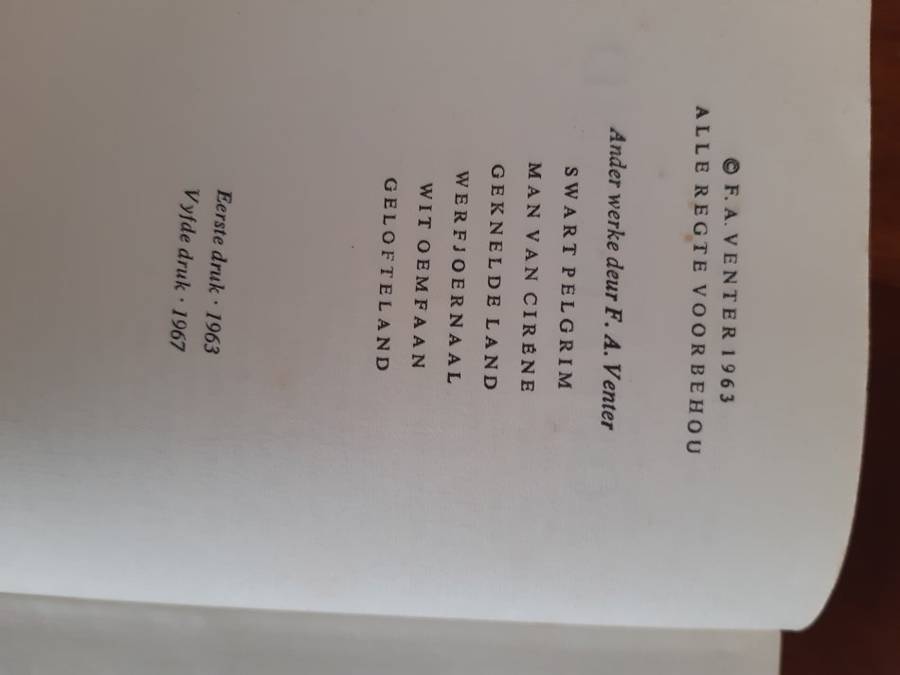 © F. A. VENTER 1963
ALLE REGTE VOORBEHOU
Ander werke deur F. A. Venter
SWART PELGRIM
MAN VAN CIRÉNE
GEKNELDE LAND
WERFJOERNAAL
WIT OEMFAAN
GELOFTELAND
Eerste druk · 1963
Vyfde druk · 1967